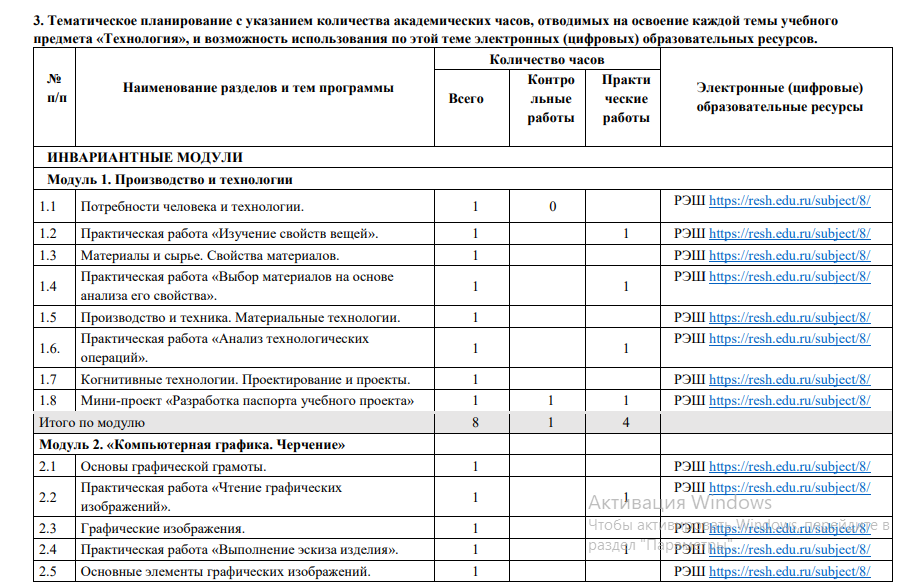 3. Тематическое планирование с указанием количества академических часов, отводимых на освоение каждой темы учебного
предмета «Технология», и возможность использования по этой теме электронных (цифровых) образовательных ресурсов.
№
п/п
Наименование разделов и тем программы
Количество часов
Всего
Контро
льные
работы
Практи
ческие
работы
Электронные (цифровые)
образовательные ресурсы
ИНВАРИАНТНЫЕ МОДУЛИ
Модуль 1. Производство и технологии
1.1 Потребности человека и технологии. 1 0 РЭШ https://resh.edu.ru/subject/8/
1.2 Практическая работа «Изучение свойств вещей». 1 1 РЭШ https://resh.edu.ru/subject/8/
1.3 Материалы и сырье. Свойства материалов. 1 РЭШ https://resh.edu.ru/subject/8/
1.4 Практическая работа «Выбор материалов на основе
анализа его свойства». 1 1 РЭШ https://resh.edu.ru/subject/8/
1.5 Производство и техника. Материальные технологии. 1 РЭШ https://resh.edu.ru/subject/8/
1.6. Практическая работа «Анализ технологических
операций». 1 1 РЭШ https://resh.edu.ru/subject/8/
1.7 Когнитивные технологии. Проектирование и проекты. 1 РЭШ https://resh.edu.ru/subject/8/
1.8 Мини-проект «Разработка паспорта учебного проекта» 1 1 1 РЭШ https://resh.edu.ru/subject/8/
Итого по модулю 8 1 4
Модуль 2. «Компьютерная графика. Черчение»
2.1 Основы графической грамоты. 1 РЭШ https://resh.edu.ru/subject/8/
2.2 Практическая работа «Чтение графических
изображений». 1 1 РЭШ https://resh.edu.ru/subject/8/
2.3 Графические изображения. 1 РЭШ https://resh.edu.ru/subject/8/
2.4 Практическая работа «Выполнение эскиза изделия». 1 1 РЭШ https://resh.edu.ru/subject/8/
2.5 Основные элементы графических изображений. 1 РЭШ https://resh.edu.ru/subject/8/
Активация Windows
Чтобы активировать Windows, перейдите в
раздел "Параметры".